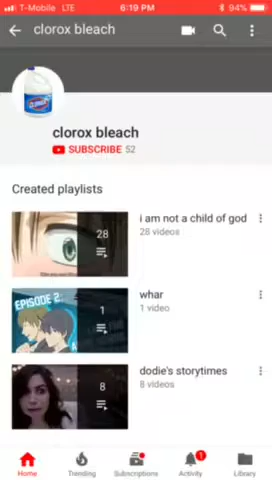 T-Mobile LTE 6:19 PM 94%
clorox bleach
CLOROX
clorox bleach
SUBSCRIBE 52
Created playlists
28
i am not a child of god
28 videos
EPISODE 2
1
whar
1 video
8
dodie's storytimes
8 videos
1
Home Trending Subscriptions Activity Library